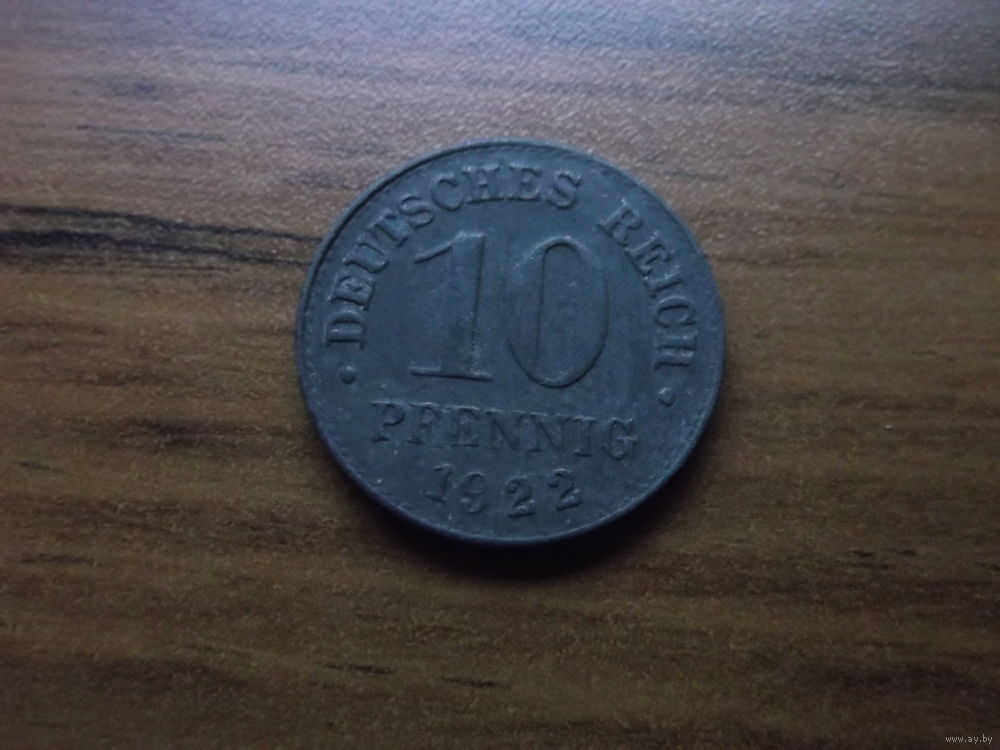 · DEUTSCHES REICH ·
10
PFENNIG
1922
www.ay.by